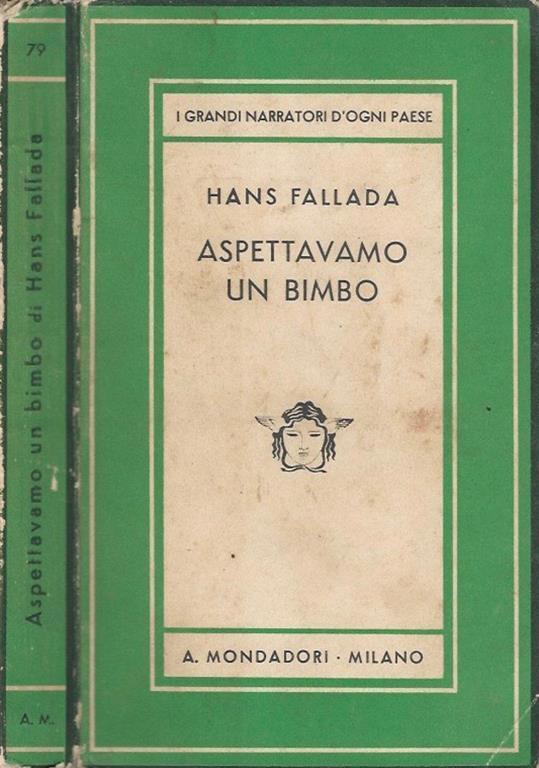 79
Aspettavamo un bimbo di Hans Fallada
A. M.
I GRANDI NARRATORI D'OGNI PAESE
HANS FALLADA
ASPETTAVAMO
UN BIMBO
A. MONDADORI · MILANO